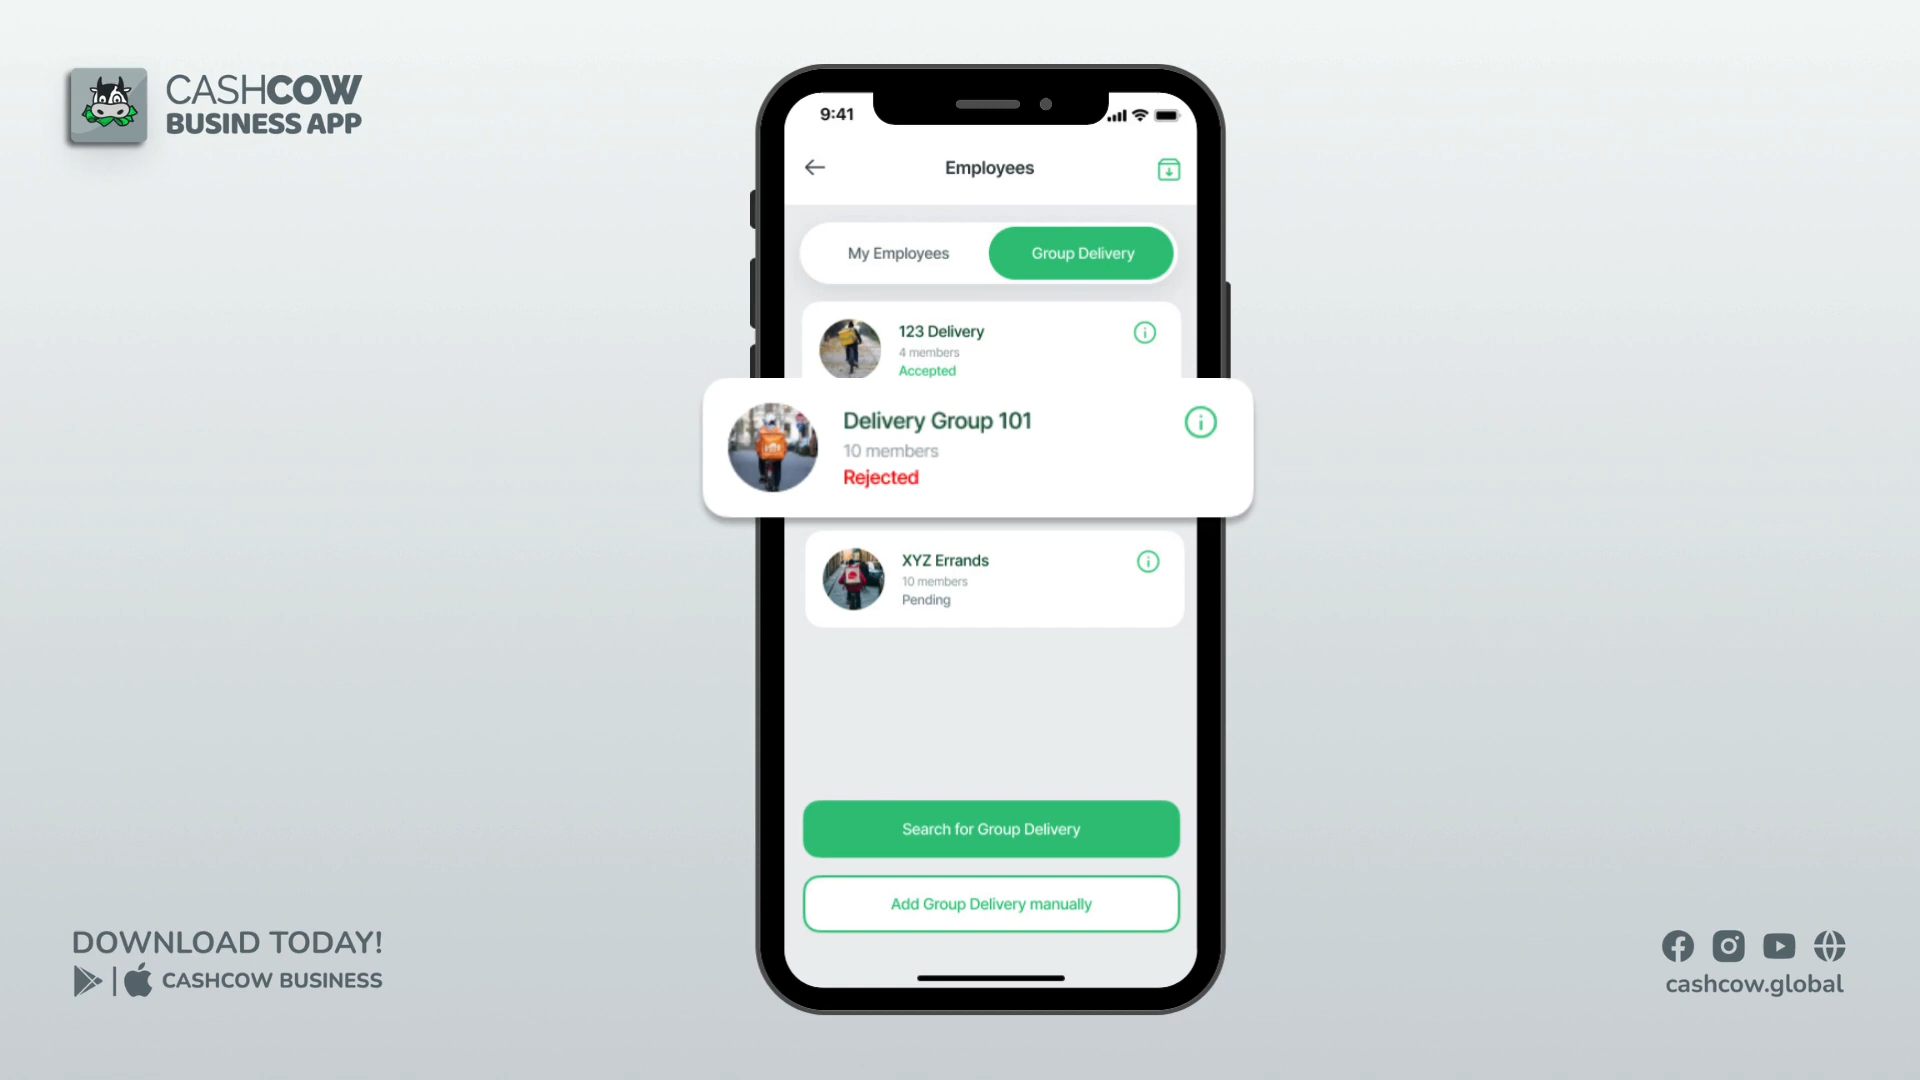 CASHCOW
BUSINESS APP
9:41
Employees
My Employees
Group Delivery
123 Delivery
4 members
Accepted
Delivery Group 101
10 members
Rejected
XYZ Errands
10 members
Pending
Search for Group Delivery
Add Group Delivery manually
DOWNLOAD TODAY!
CASHCOW BUSINESS
cashcow.global